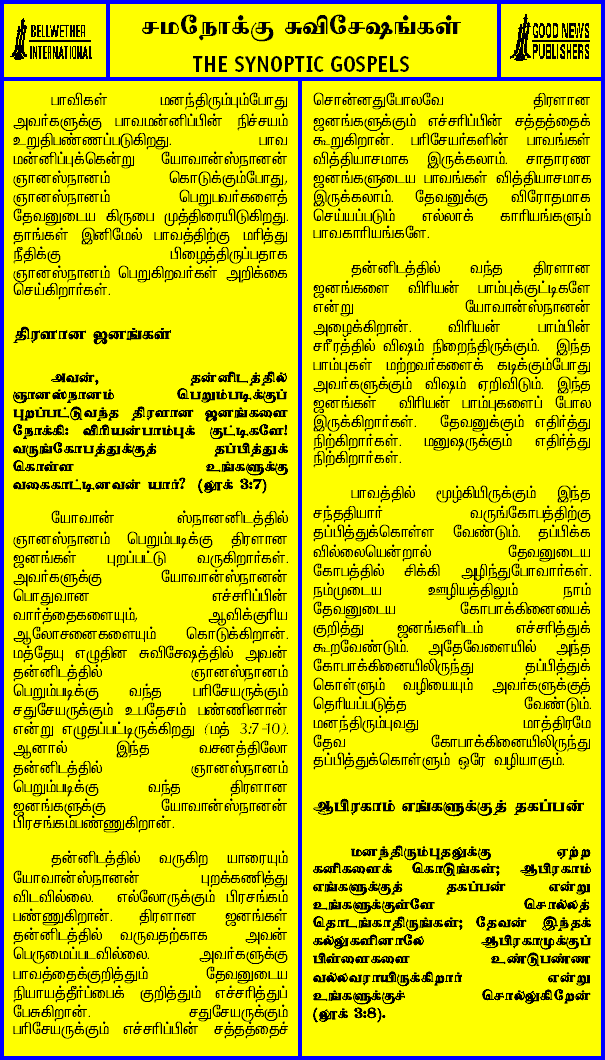 BELLWETHER
INTERNATIONAL
சமநோக்கு சுவிசேஷங்கள்
THE SYNOPTIC GOSPELS
GOOD NEWS
PUBLISHERS
பாவிகள் மனந்திரும்பும்போது
அவர்களுக்கு பாவமன்னிப்பின் நிச்சயம்
உறுதிபண்ணப்படுகிறது. பாவ
மன்னிப்புக்கென்று யோவான்ஸ்நானன்
ஞானஸ்நானம் கொடுக்கும்போது,
ஞானஸ்நானம் பெறுபவர்களைத்
தேவனுடைய கிருபை முத்திரையிடுகிறது.
தாங்கள் இனிமேல் பாவத்திற்கு மரித்து
நீதிக்கு பிழைத்திருப்பதாக
ஞானஸ்நானம் பெறுகிறவர்கள் அறிக்கை
செய்கிறார்கள்.
திரளான ஜனங்கள்
அவன், தன்னிடத்தில்
ஞானஸ்நானம் பெறும்படிக்குப்
புறப்பட்டுவந்த திரளான ஜனங்களை
நோக்கி: விரியன்பாம்புக் குட்டிகளே!
வருங்கோபத்துக்குத் தப்பித்துக்
கொள்ள உங்களுக்கு
வகைகாட்டினவன் யார்? (லூக் 3:7)
யோவான் ஸ்நானனிடத்தில்
ஞானஸ்நானம் பெறும்படிக்கு திரளான
ஜனங்கள் புறப்பட்டு வருகிறார்கள்.
அவர்களுக்கு யோவான்ஸ்நானன்
பொதுவான எச்சரிப்பின்
வார்த்தைகளையும், ஆவிக்குரிய
ஆலோசனைகளையும் கொடுக்கிறான்.
மத்தேயு எழுதின சுவிசேஷத்தில் அவன்
தன்னிடத்தில் ஞானஸ்நானம்
பெறும்படிக்கு வந்த பரிசேயருக்கும்
சதுசேயருக்கும் உபதேசம் பண்ணினான்
என்று எழுதப்பட்டிருக்கிறது (மத் 3:7-10).
ஆனால் இந்த வசனத்திலோ
தன்னிடத்தில் ஞானஸ்நானம்
பெறும்படிக்கு வந்த திரளான
ஜனங்களுக்கு யோவான்ஸ்நானன்
பிரசங்கம்பண்ணுகிறான்.
தன்னிடத்தில் வருகிற யாரையும்
யோவான்ஸ்நானன் புறக்கணித்து
விடவில்லை. எல்லோருக்கும் பிரசங்கம்
பண்ணுகிறான். திரளான ஜனங்கள்
தன்னிடத்தில் வருவதற்காக அவன்
பெருமைப்படவில்லை. அவர்களுக்கு
பாவத்தைக்குறித்தும் தேவனுடைய
நியாயத்தீர்ப்பைக் குறித்தும் எச்சரித்துப்
பேசுகிறான். சதுசேயருக்கும்
பரிசேயருக்கும் எச்சரிப்பின் சத்தத்தைச்
சொன்னதுபோலவே திரளான
ஜனங்களுக்கும் எச்சரிப்பின் சத்தத்தைக்
கூறுகிறான். பரிசேயர்களின் பாவங்கள்
வித்தியாசமாக இருக்கலாம். சாதாரண
ஜனங்களுடைய பாவங்கள் வித்தியாசமாக
இருக்கலாம். தேவனுக்கு விரோதமாக
செய்யப்படும் எல்லாக் காரியங்களும்
பாவகாரியங்களே.
தன்னிடத்தில் வந்த திரளான
ஜனங்களை விரியன் பாம்புக்குட்டிகளே
என்று யோவான்ஸ்நானன்
அழைக்கிறான். விரியன் பாம்பின்
சரீரத்தில் விஷம் நிறைந்திருக்கும். இந்த
பாம்புகள் மற்றவர்களைக் கடிக்கும்போது
அவர்களுக்கும் விஷம் ஏறிவிடும். இந்த
ஜனங்கள் விரியன் பாம்புகளைப் போல
இருக்கிறார்கள். தேவனுக்கும் எதிர்த்து
நிற்கிறார்கள். மனுஷருக்கும் எதிர்த்து
நிற்கிறார்கள்.
பாவத்தில் மூழ்கியிருக்கும் இந்த
சந்ததியார் வருங்கோபத்திற்கு
தப்பித்துக்கொள்ள வேண்டும். தப்பிக்க
வில்லையென்றால் தேவனுடைய
கோபத்தில் சிக்கி அழிந்துபோவார்கள்.
நம்முடைய ஊழியத்திலும் நாம்
தேவனுடைய கோபாக்கினையைக்
குறித்து ஜனங்களிடம் எச்சரித்துக்
கூறவேண்டும். அதேவேளையில் அந்த
கோபாக்கினையிலிருந்து தப்பித்துக்
கொள்ளும் வழியையும் அவர்களுக்குத்
தெரியப்படுத்த வேண்டும்.
மனந்திரும்புவது மாத்திரமே
தேவ கோபாக்கினையிலிருந்து
தப்பித்துக்கொள்ளும் ஒரே வழியாகும்.
ஆபிரகாம் எங்களுக்குத் தகப்பன்
மனந்திரும்புதலுக்கு ஏற்ற
கனிகளைக் கொடுங்கள்; ஆபிரகாம்
எங்களுக்குத் தகப்பன் என்று
உங்களுக்குள்ளே சொல்லத்
தொடங்காதிருங்கள்; தேவன் இந்தக்
கல்லுகளினாலே ஆபிரகாமுக்குப்
பிள்ளைகளை உண்டுபண்ண
வல்லவராயிருக்கிறார் என்று
உங்களுக்குச் சொல்லுகிறேன்
(லூக் 3:8).